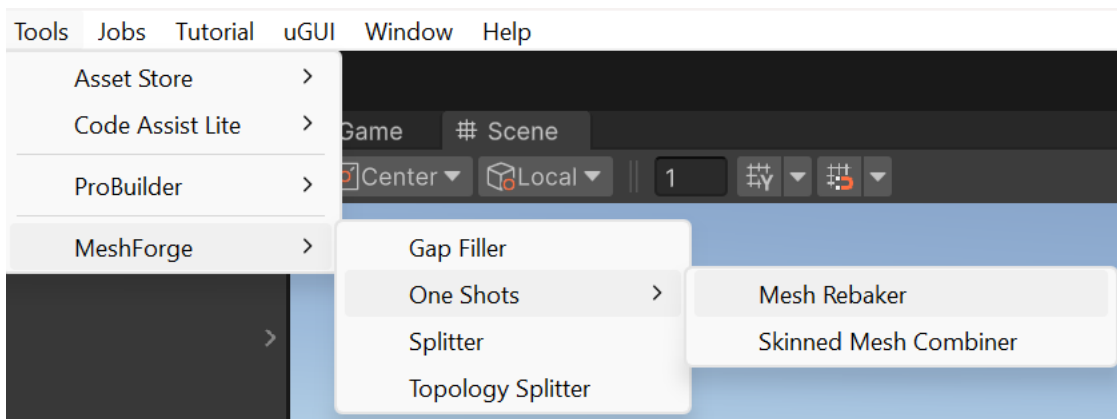 Tools Jobs Tutorial uGUI Window Help
Asset Store
Code Assist Lite
Game # Scene
ProBuilder
Center Local 1
MeshForge
Gap Filler
One Shots
Mesh Rebaker
Splitter
Skinned Mesh Combiner
Topology Splitter